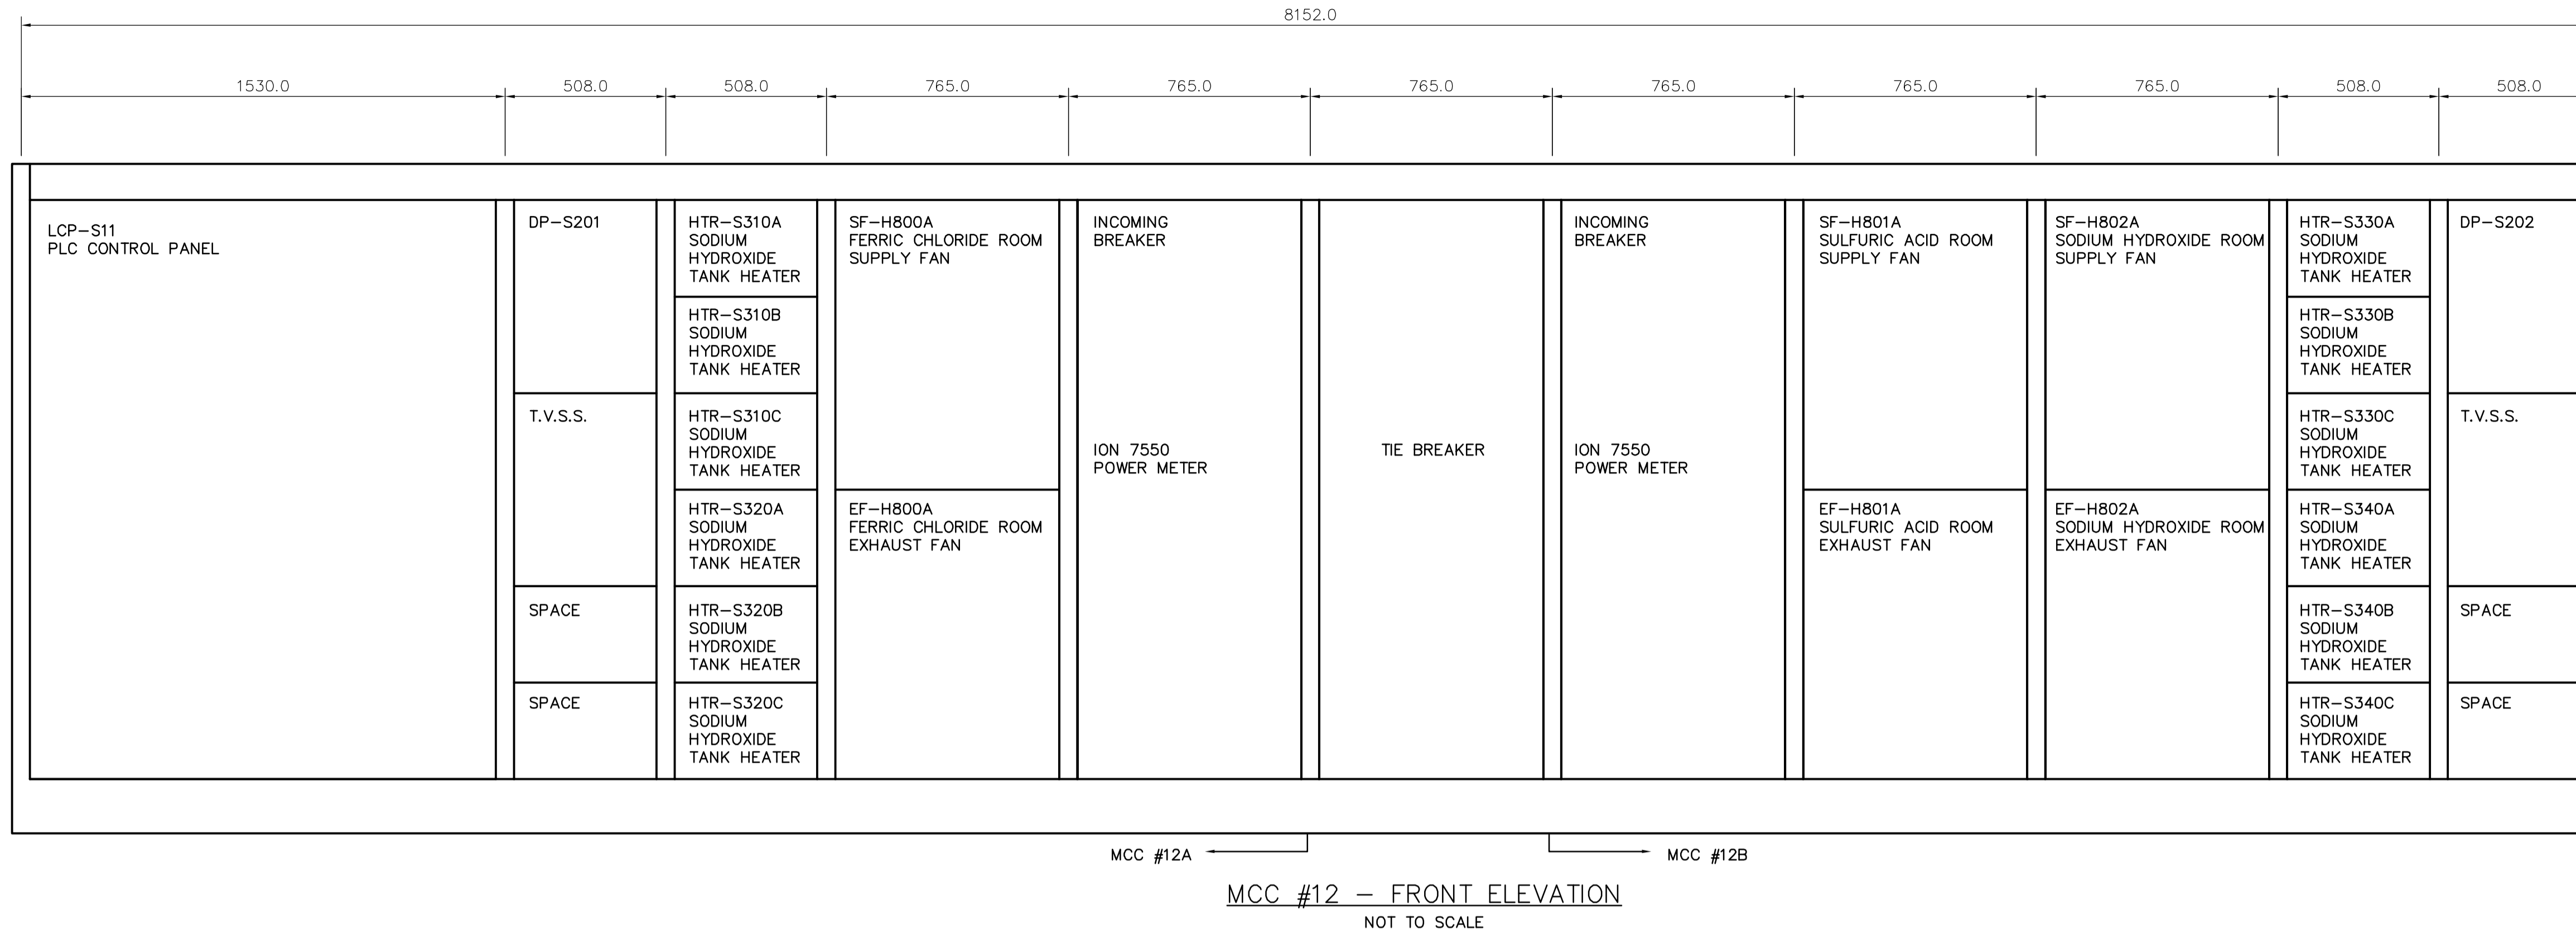 8152.0
1530.0
508.0
508.0
765.0
765.0
765.0
765.0
765.0
765.0
508.0
508.0
LCP-S11
PLC CONTROL PANEL
DP-S201
T.V.S.S.
SPACE
SPACE
HTR-S310A
SODIUM
HYDROXIDE
TANK HEATER
HTR-S310B
SODIUM
HYDROXIDE
TANK HEATER
HTR-S310C
SODIUM
HYDROXIDE
TANK HEATER
HTR-S320A
SODIUM
HYDROXIDE
TANK HEATER
HTR-S320B
SODIUM
HYDROXIDE
TANK HEATER
HTR-S320C
SODIUM
HYDROXIDE
TANK HEATER
SF-H800A
FERRIC CHLORIDE ROOM
SUPPLY FAN
EF-H800A
FERRIC CHLORIDE ROOM
EXHAUST FAN
INCOMING
BREAKER
ION 7550
POWER METER
TIE BREAKER
INCOMING
BREAKER
ION 7550
POWER METER
SF-H801A
SULFURIC ACID ROOM
SUPPLY FAN
EF-H801A
SULFURIC ACID ROOM
EXHAUST FAN
SF-H802A
SODIUM HYDROXIDE ROOM
SUPPLY FAN
EF-H802A
SODIUM HYDROXIDE ROOM
EXHAUST FAN
HTR-S330A
SODIUM
HYDROXIDE
TANK HEATER
HTR-S330B
SODIUM
HYDROXIDE
TANK HEATER
HTR-S330C
SODIUM
HYDROXIDE
TANK HEATER
HTR-S340A
SODIUM
HYDROXIDE
TANK HEATER
HTR-S340B
SODIUM
HYDROXIDE
TANK HEATER
HTR-S340C
SODIUM
HYDROXIDE
TANK HEATER
DP-S202
T.V.S.S.
SPACE
SPACE
MCC #12A
MCC #12B
MCC #12 - FRONT ELEVATION
NOT TO SCALE